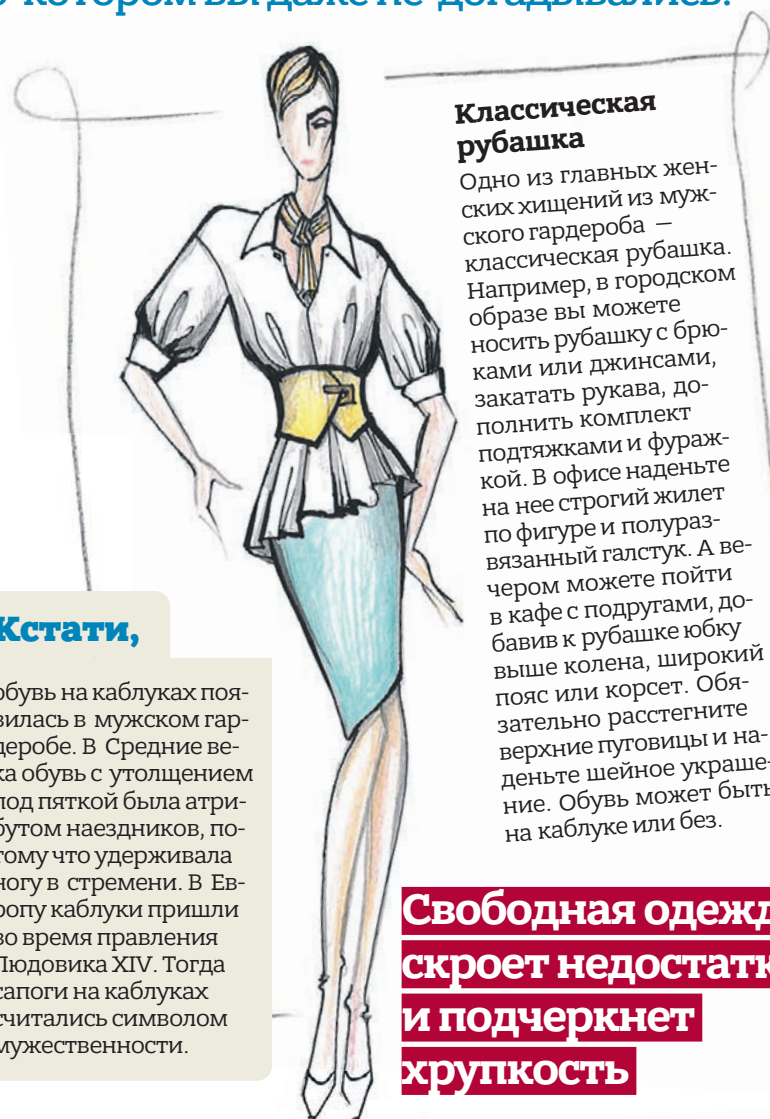 котором вы даже не догадывались!
Классическая
рубашка
Одно из главных жен-
ских хищений из муж-
ского гардероба —
классическая рубашка.
Например, в городском
образе вы можете
носить рубашку с брю-
ками или джинсами,
закатать рукава, до-
полнить комплект
подтяжками и фураж-
кой. В офисе наденьте
на нее строгий жилет
по фигуре и полураз-
вязанный галстук. А ве-
чером можете пойти
в кафе с подругами, до-
бавив к рубашке юбку
выше колена, широкий
пояс или корсет. Обя-
зательно расстегните
верхние пуговицы и на-
деньте шейное украше-
ние. Обувь может быть
на каблуке или без.
Кстати,
обувь на каблуках поя-
вилась в мужском гар-
деробе. В Средние ве-
ка обувь с утолщением
под пяткой была атри-
бутом наездников, по-
тому что удерживала
ногу в стремени. В Ев-
ропу каблуки пришли
во время правления
Людовика XIV. Тогда
сапоги на каблуках
считались символом
мужественности.
Свободная одежд
скроет недостатк
и подчеркнет
хрупкость